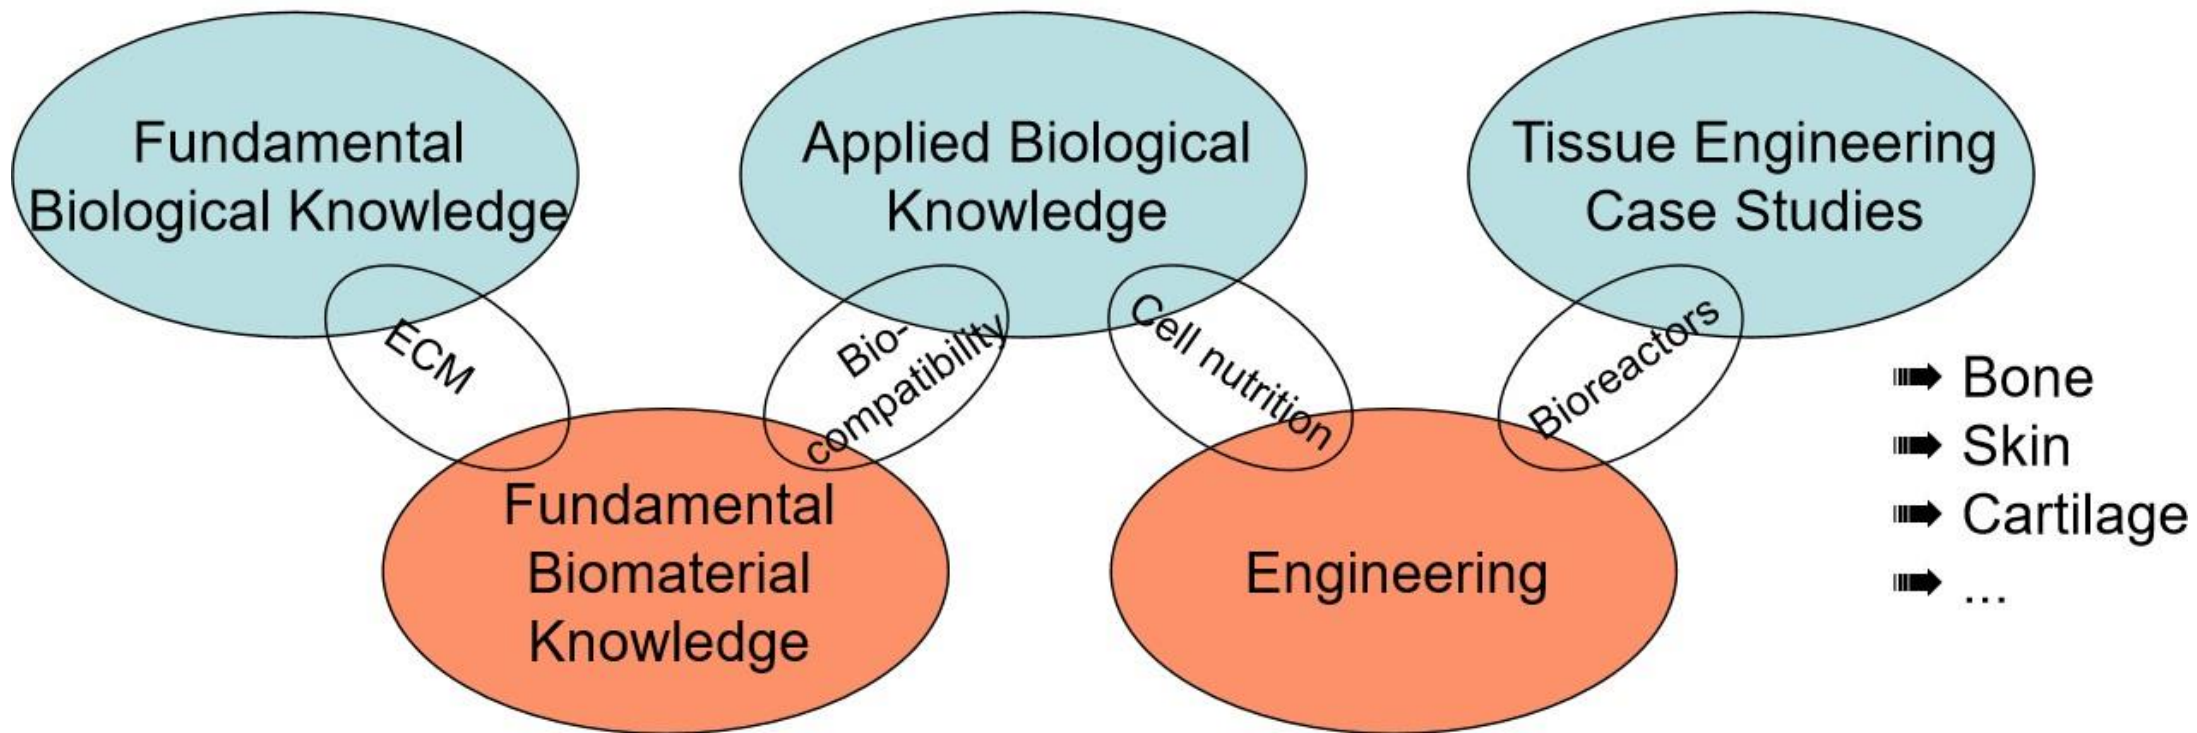 Fundamental
Biological Knowledge
Applied Biological
Knowledge
Tissue Engineering
Case Studies
ECM
Bio-
compatibility
Cell nutrition
Bioreactors
Fundamental
Biomaterial
Knowledge
Engineering
Bone
Skin
Cartilage
...